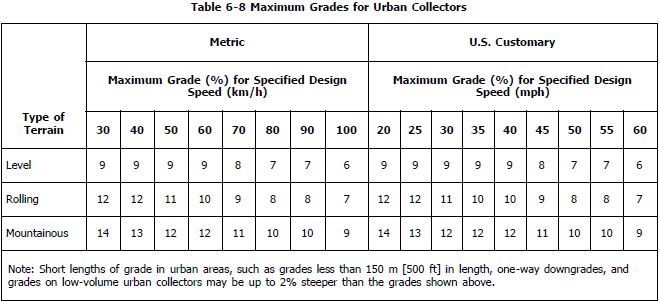 Table 6-8 Maximum Grades for Urban Collectors
Type of Terrain
Metric
U.S. Customary
Maximum Grade (%) for Specified Design
Speed (km/h)
Maximum Grade (%) for Specified Design
Speed (mph)
30 40 50 60 70 80 90 100 20 25 30 35 40 45 50 55 60
Level 9 9 9 9 8 7 7 6 9 9 9 9 9 8 7 7 6
Rolling 12 12 11 10 9 8 8 7 12 12 11 10 10 9 8 8 7
Mountainous 14 13 12 12 11 10 10 9 14 13 12 12 12 11 10 10 9
Note: Short lengths of grade in urban areas, such as grades less than 150 m [500 ft] in length, one-way downgrades, and
grades on low-volume urban collectors may be up to 2% steeper than the grades shown above.